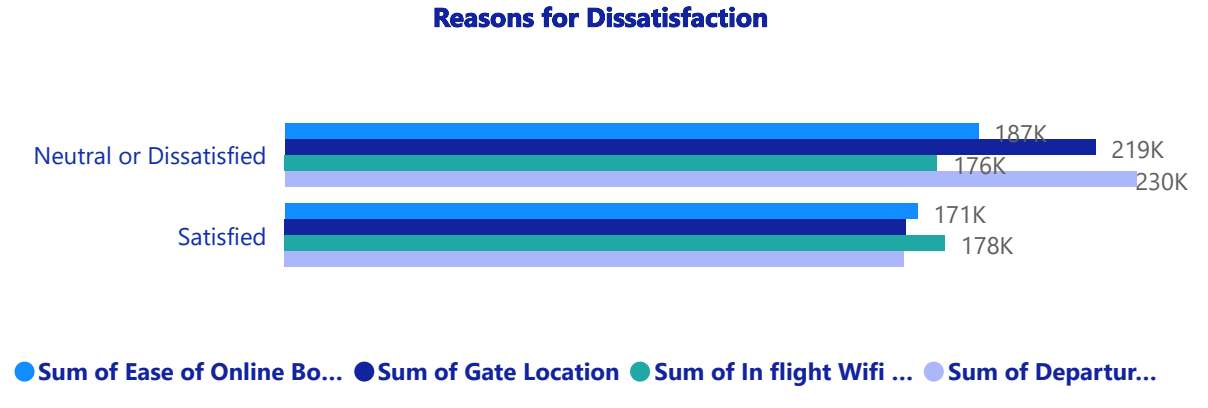 Reasons for Dissatisfaction
Neutral or Dissatisfied
187K
219K
176K
230K
Satisfied
171K
178K
Sum of Ease of Online Bo... Sum of Gate Location Sum of In flight Wifi ... Sum of Departur...